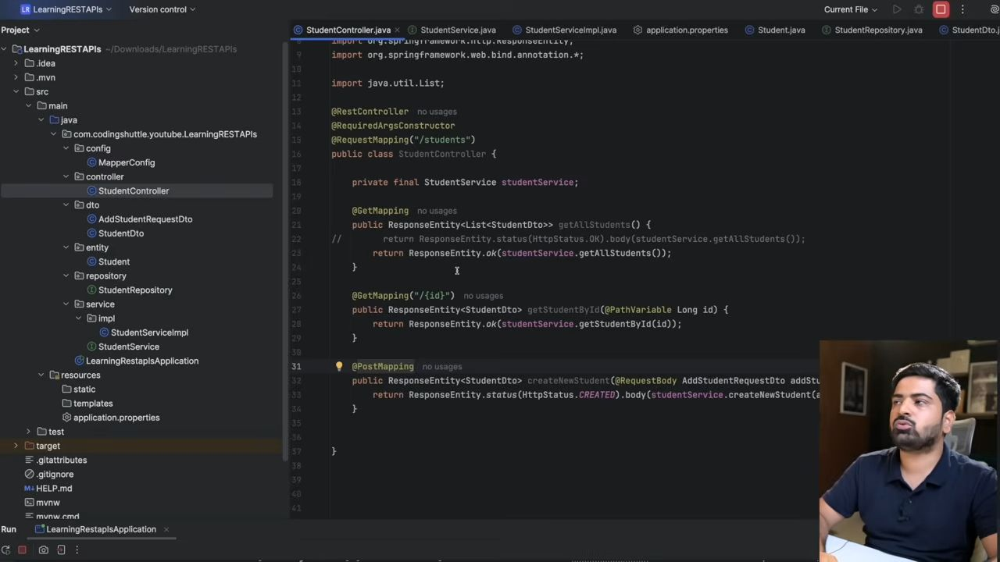 LR LearningRESTAPIs Version control Current File
Project
StudentController.java StudentService.java StudentServiceImpl.java application.properties Student.java StudentRepository.java StudentDto.j
LearningRESTAPIs ~/Downloads/LearningRESTAPIs
.idea
.mvn
src
main
java
com.codingshuttle.youtube.LearningRESTAPIs
config
MapperConfig
controller
StudentController
dto
AddStudentRequestDto
StudentDto
entity
Student
repository
StudentRepository
service
impl
StudentServiceImpl
StudentService
LearningRestapIsApplication
resources
static
templates
application.properties
test
target
.gitattributes
.gitignore
HELP.md
mvnw
mvnw.cmd
8 import org.springframework.http.ResponseEntity;
9 import org.springframework.web.bind.annotation.*;
10
11 import java.util.List;
12
13 @RestController no usages
14 @RequiredArgsConstructor
15 @RequestMapping("/students")
16 public class StudentController {
17
18 private final StudentService studentService;
19
20 @GetMapping no usages
21 public ResponseEntity<List<StudentDto>> getAllStudents() {
22 // return ResponseEntity.status(HttpStatus.OK).body(studentService.getAllStudents());
23 return ResponseEntity.ok(studentService.getAllStudents());
24 }
25
26 @GetMapping("/{id}") no usages
27 public ResponseEntity<StudentDto> getStudentById(@PathVariable Long id) {
28 return ResponseEntity.ok(studentService.getStudentById(id));
29 }
30
31 @PostMapping no usages
32 public ResponseEntity<StudentDto> createNewStudent(@RequestBody AddStudentRequestDto addStu
33 return ResponseEntity.status(HttpStatus.CREATED).body(studentService.createNewStudent(a
34 }
35
36
37 }
38
39
40
41
Run LearningRestapIsApplication